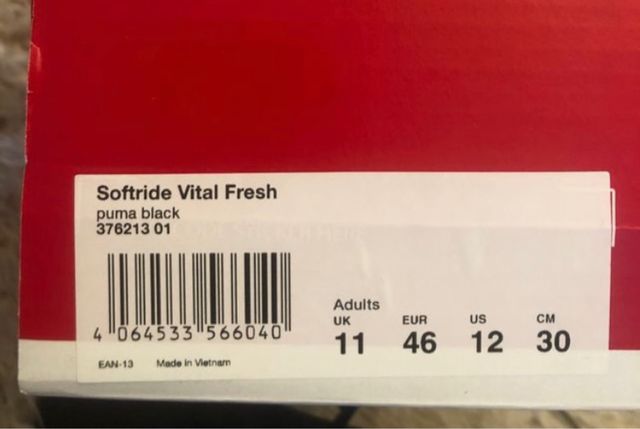 Softride Vital Fresh
puma black
376213 01
4 064533 566040
EAN-13 Made in Vietnam
Adults
UK EUR US CM
11 46 12 30